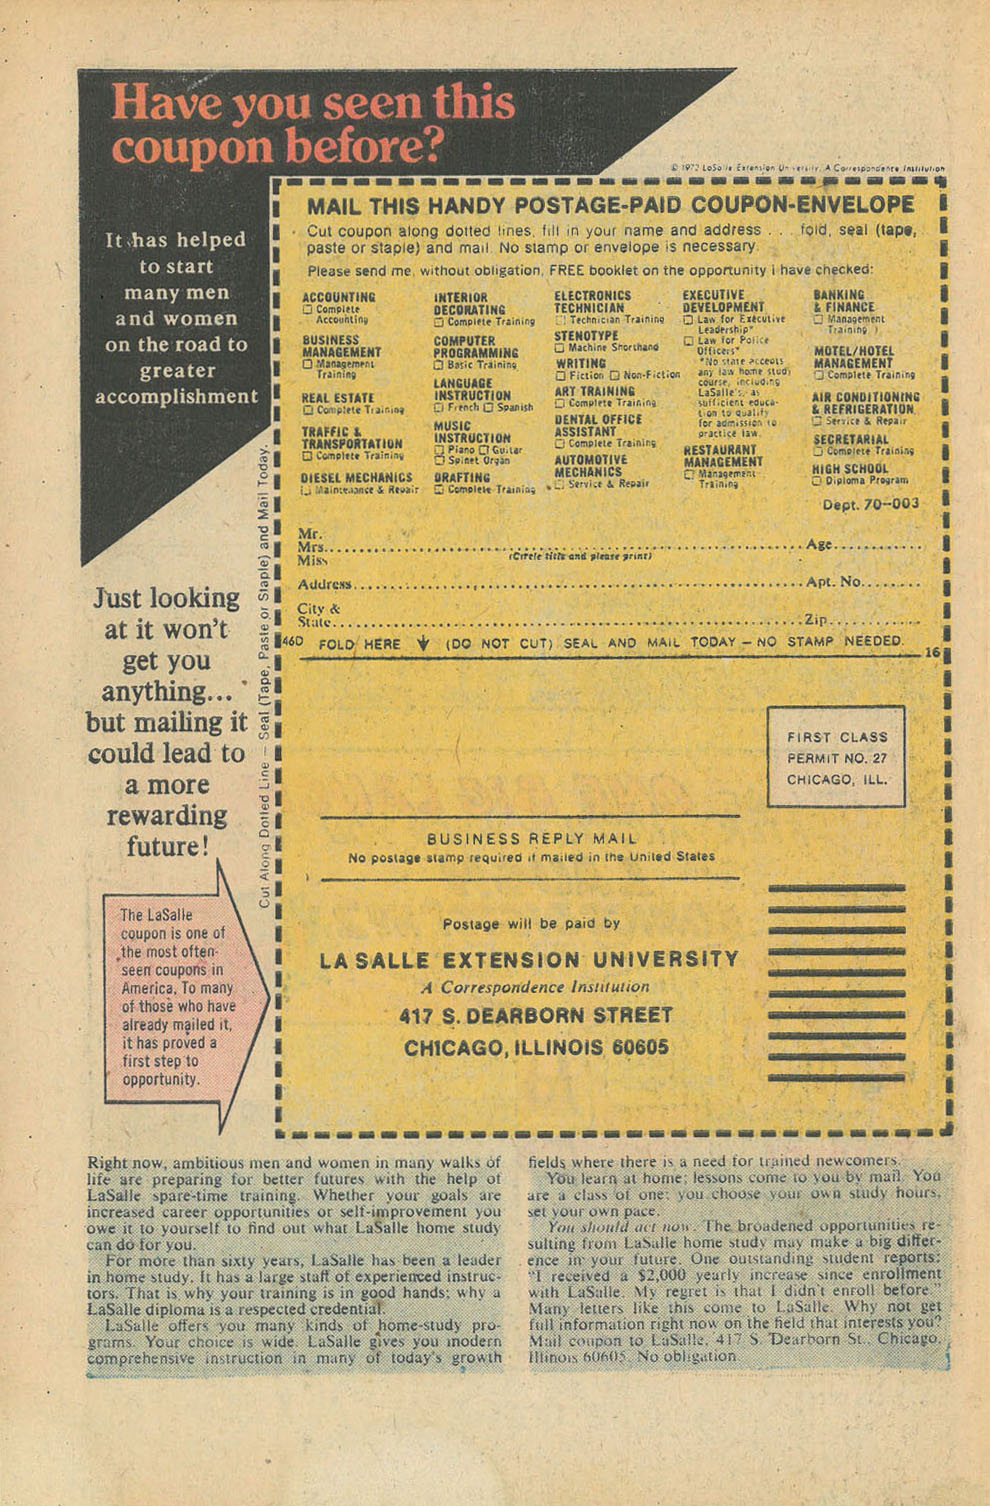 Have you seen this
coupon before?
It has helped
to start
many men
and women
on the road to
greater
accomplishment
Just looking
at it won't
get you
anything...
but mailing it
could lead to
a more
rewarding
future!
The LaSalle
coupon is one of
the most often-
seen coupons in
America. To many
of those who have
already mailed it,
it has proved a
first step to
opportunity.
© 1972 LaSalle Extension University, A Correspondence Institution
MAIL THIS HANDY POSTAGE-PAID COUPON-ENVELOPE
Cut coupon along dotted lines, fill in your name and address . . . fold, seal (tape,
paste or staple) and mail. No stamp or envelope is necessary.
Please send me, without obligation, FREE booklet on the opportunity I have checked:
ACCOUNTING
☐ Complete
Accounting
BUSINESS
MANAGEMENT
☐ Management
Training
REAL ESTATE
☐ Complete Training
TRAFFIC &
TRANSPORTATION
☐ Complete Training
DIESEL MECHANICS
☐ Maintenance & Repair
INTERIOR
DECORATING
☐ Complete Training
COMPUTER
PROGRAMMING
☐ Basic Training
LANGUAGE
INSTRUCTION
☐ French ☐ Spanish
MUSIC
INSTRUCTION
☐ Piano ☐ Guitar
☐ Spinet Organ
DRAFTING
☐ Complete Training
ELECTRONICS
TECHNICIAN
☐ Technician Training
STENOTYPE
☐ Machine Shorthand
WRITING
☐ Fiction ☐ Non-Fiction
ART TRAINING
☐ Complete Training
DENTAL OFFICE
ASSISTANT
☐ Complete Training
AUTOMOTIVE
MECHANICS
☐ Service & Repair
EXECUTIVE
DEVELOPMENT
☐ Law for Executive
Leadership*
☐ Law for Police
Officers*
*No state accepts
any law home study
course, including
LaSalle's, as
sufficient educa-
tion to qualify
for admission to
practice law.
RESTAURANT
MANAGEMENT
☐ Management
Training
BANKING
& FINANCE
☐ Management
Training
MOTEL/HOTEL
MANAGEMENT
☐ Complete Training
AIR CONDITIONING
& REFRIGERATION
☐ Service & Repair
SECRETARIAL
☐ Complete Training
HIGH SCHOOL
☐ Diploma Program
Dept. 70-003
Mr.
Mrs. Age
Miss (Circle title and please print)
Address Apt. No.
City &
State Zip
46D FOLD HERE ↓ (DO NOT CUT) SEAL AND MAIL TODAY — NO STAMP NEEDED. 16
Cut Along Dotted Line — Seal (Tape, Paste or Staple) and Mail Today.
FIRST CLASS
PERMIT NO. 27
CHICAGO, ILL.
BUSINESS REPLY MAIL
No postage stamp required if mailed in the United States
Postage will be paid by
LA SALLE EXTENSION UNIVERSITY
A Correspondence Institution
417 S. DEARBORN STREET
CHICAGO, ILLINOIS 60605
Right now, ambitious men and women in many walks of
life are preparing for better futures with the help of
LaSalle spare-time training. Whether your goals are
increased career opportunities or self-improvement you
owe it to yourself to find out what LaSalle home study
can do for you.
For more than sixty years, LaSalle has been a leader
in home study. It has a large staff of experienced instruc-
tors. That is why your training is in good hands; why a
LaSalle diploma is a respected credential.
LaSalle offers you many kinds of home-study pro-
grams. Your choice is wide. LaSalle gives you modern
comprehensive instruction in many of today's growth
fields where there is a need for trained newcomers.
You learn at home; lessons come to you by mail. You
are a class of one; you choose your own study hours,
set your own pace.
You should act now. The broadened opportunities re-
sulting from LaSalle home study may make a big differ-
ence in your future. One outstanding student reports:
"I received a $2,000 yearly increase since enrollment
with LaSalle. My regret is that I didn't enroll before."
Many letters like this come to LaSalle. Why not get
full information right now on the field that interests you?
Mail coupon to LaSalle, 417 S. Dearborn St., Chicago,
Illinois 60605. No obligation.